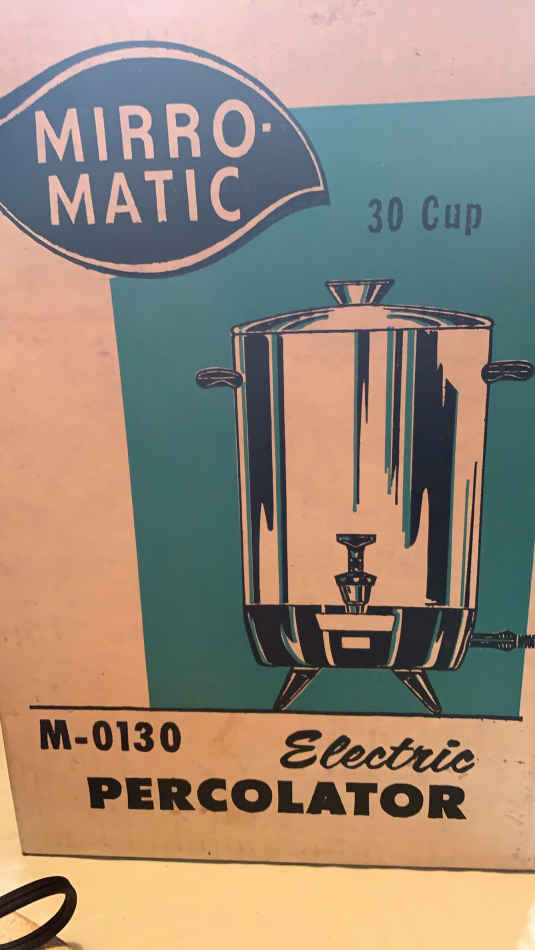 MIRRO-
MATIC
30 Cup
M-0130
Electric
PERCOLATOR